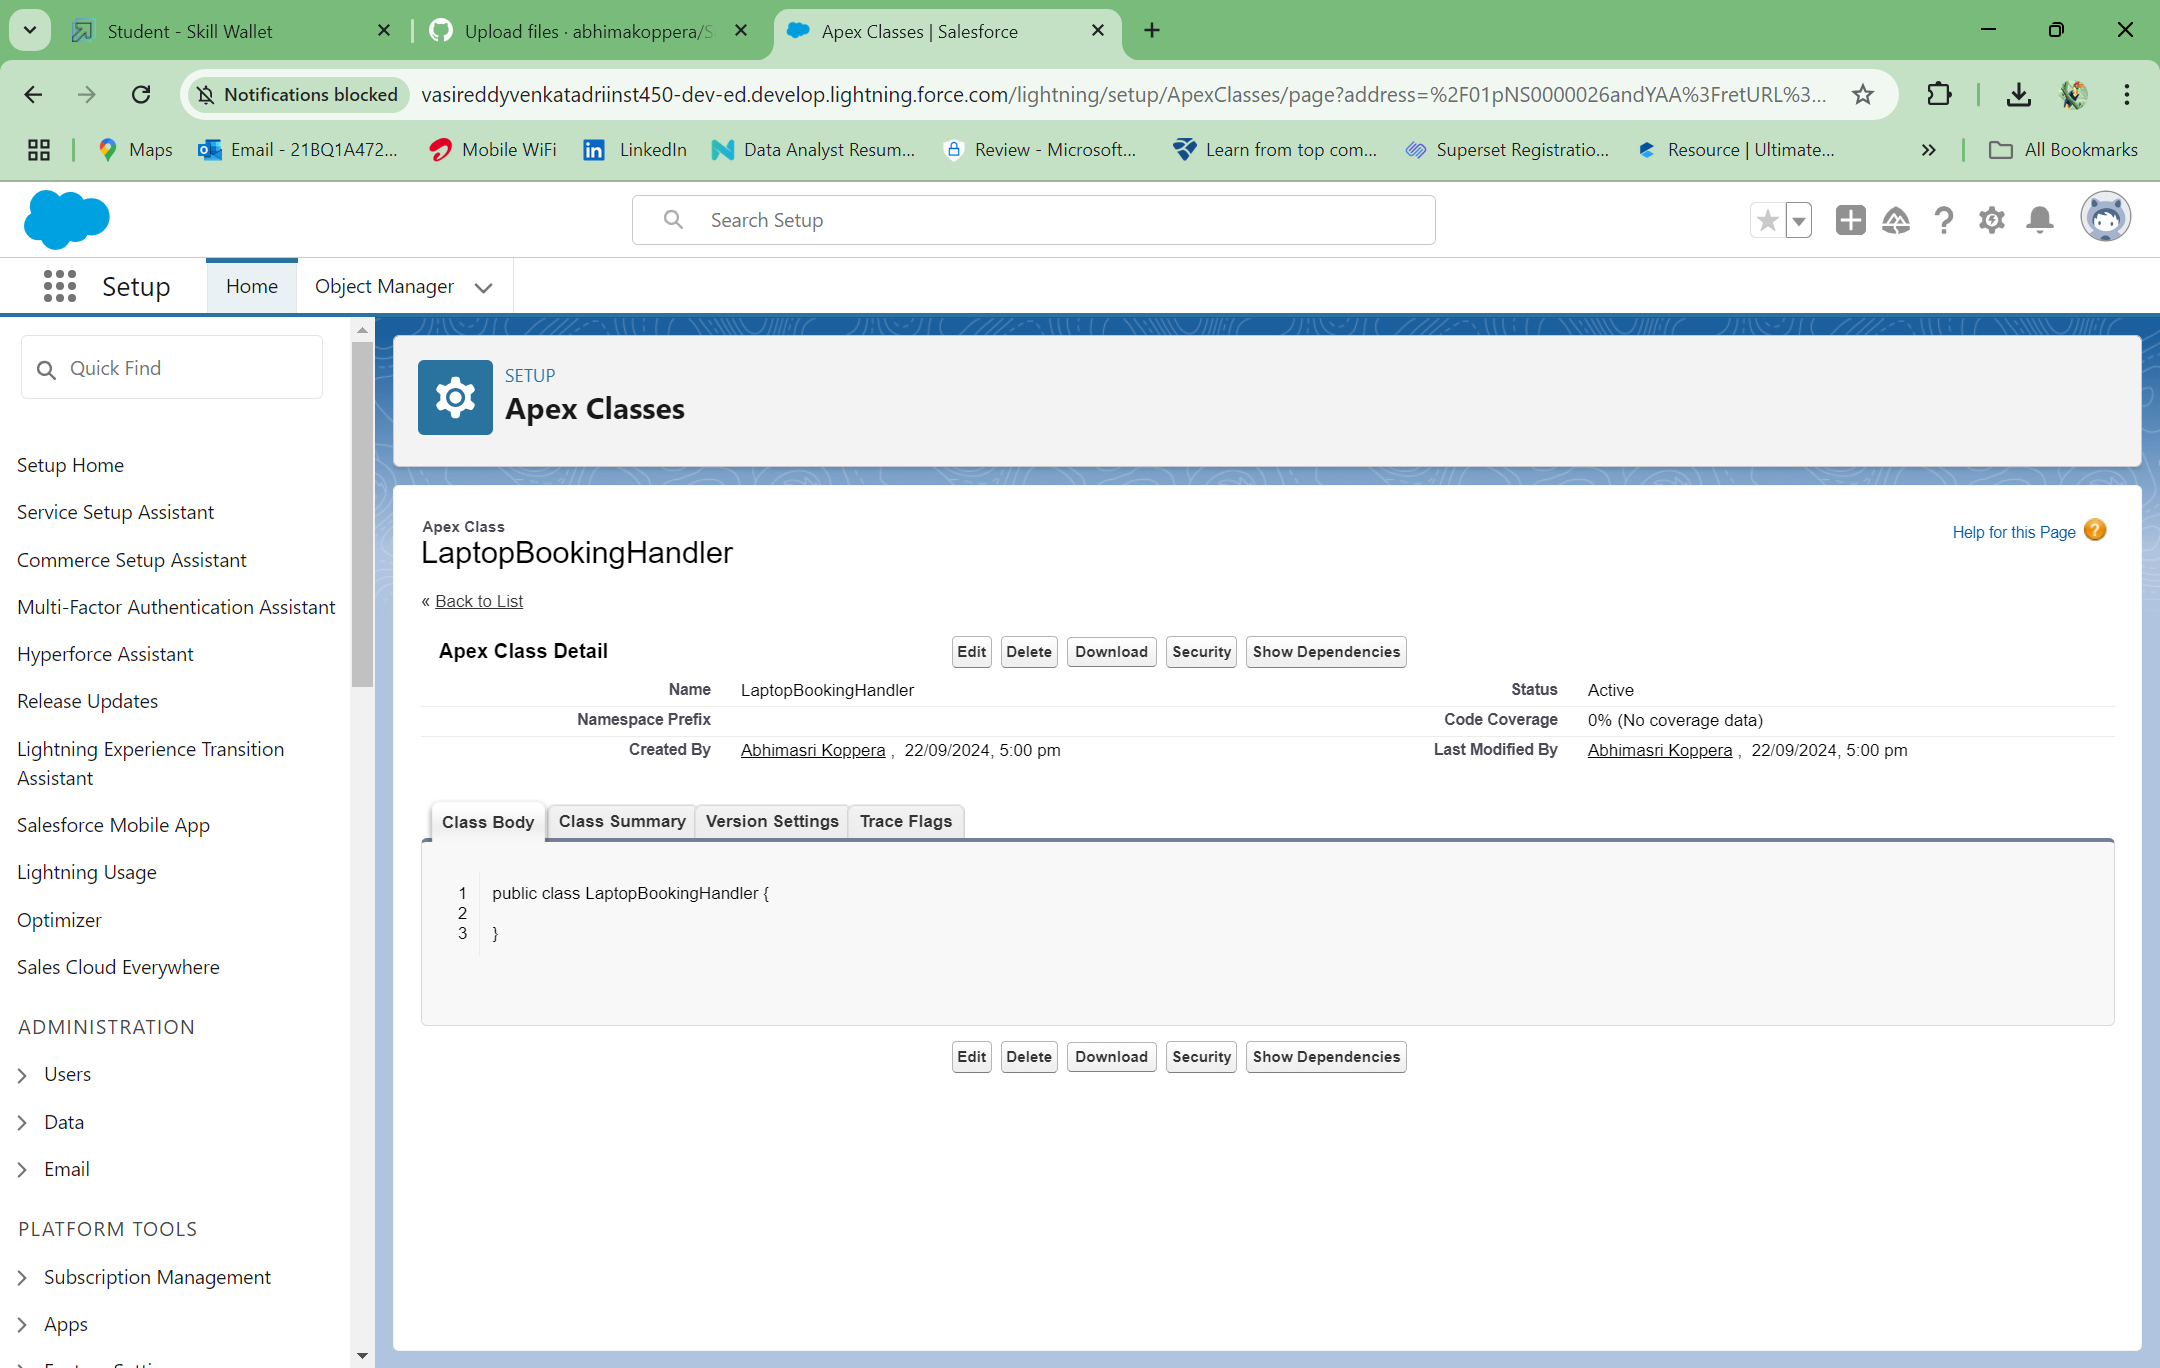 Student - Skill Wallet
Upload files · abhimakoppera/S
Apex Classes | Salesforce
Notifications blocked
vasireddyvenkatadriinst450-dev-ed.develop.lightning.force.com/lightning/setup/ApexClasses/page?address=%2F01pNS0000026andYAA%3FretURL%3...
Maps
Email - 21BQ1A472...
Mobile WiFi
LinkedIn
Data Analyst Resum...
Review - Microsoft...
Learn from top com...
Superset Registratio...
Resource | Ultimate...
All Bookmarks
Search Setup
Setup
Home
Object Manager
Quick Find
Setup Home
Service Setup Assistant
Commerce Setup Assistant
Multi-Factor Authentication Assistant
Hyperforce Assistant
Release Updates
Lightning Experience Transition
Assistant
Salesforce Mobile App
Lightning Usage
Optimizer
Sales Cloud Everywhere
ADMINISTRATION
Users
Data
Email
PLATFORM TOOLS
Subscription Management
Apps
SETUP
Apex Classes
Apex Class
LaptopBookingHandler
Help for this Page
« Back to List
Apex Class Detail
Edit Delete Download Security Show Dependencies
Name LaptopBookingHandler Status Active
Namespace Prefix Code Coverage 0% (No coverage data)
Created By Abhimasri Koppera , 22/09/2024, 5:00 pm Last Modified By Abhimasri Koppera , 22/09/2024, 5:00 pm
Class Body Class Summary Version Settings Trace Flags
1 public class LaptopBookingHandler {
2
3 }
Edit Delete Download Security Show Dependencies